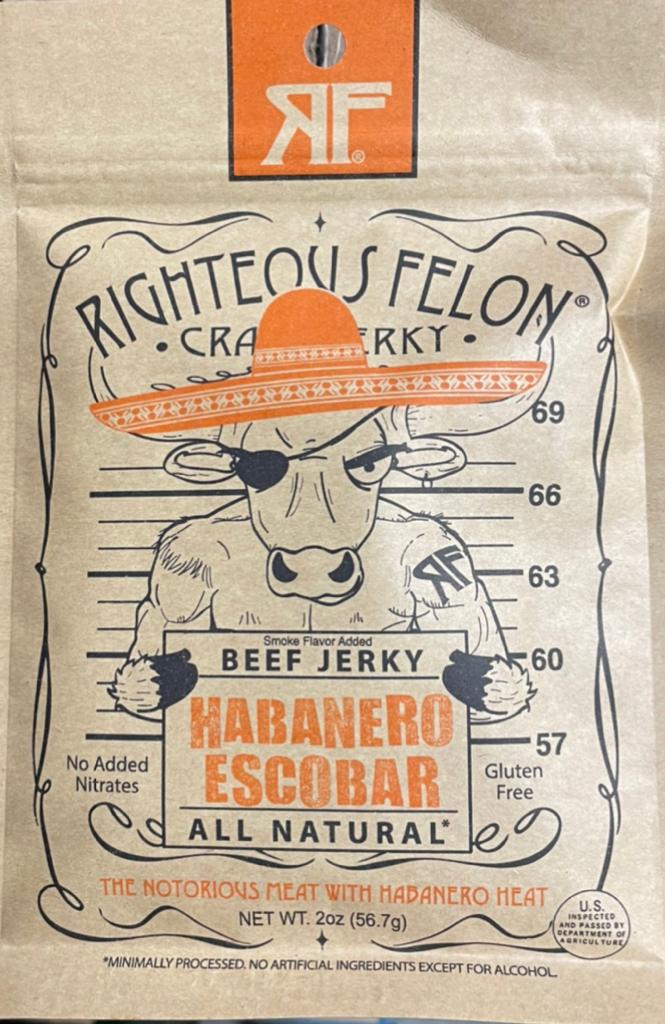 RF®
RIGHTEOUS FELON®
• CRA ERKY •
69
66
63
RF
60
57
Smoke Flavor Added
BEEF JERKY
HABANERO
ESCOBAR
ALL NATURAL*
No Added
Nitrates
Gluten
Free
THE NOTORIOUS MEAT WITH HABANERO HEAT
NET WT. 2oz (56.7g)
U.S.
INSPECTED
AND PASSED BY
DEPARTMENT OF
AGRICULTURE
*MINIMALLY PROCESSED. NO ARTIFICIAL INGREDIENTS EXCEPT FOR ALCOHOL.